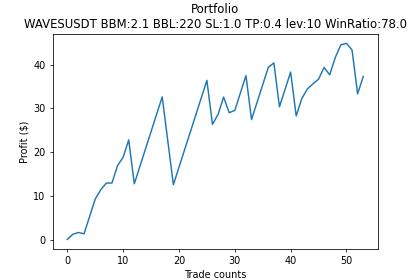 Portfolio
WAVESUSDT BBM:2.1 BBL:220 SL:1.0 TP:0.4 lev:10 WinRatio:78.0
40
30
20
10
0
Profit ($)
0 10 20 30 40 50
Trade counts